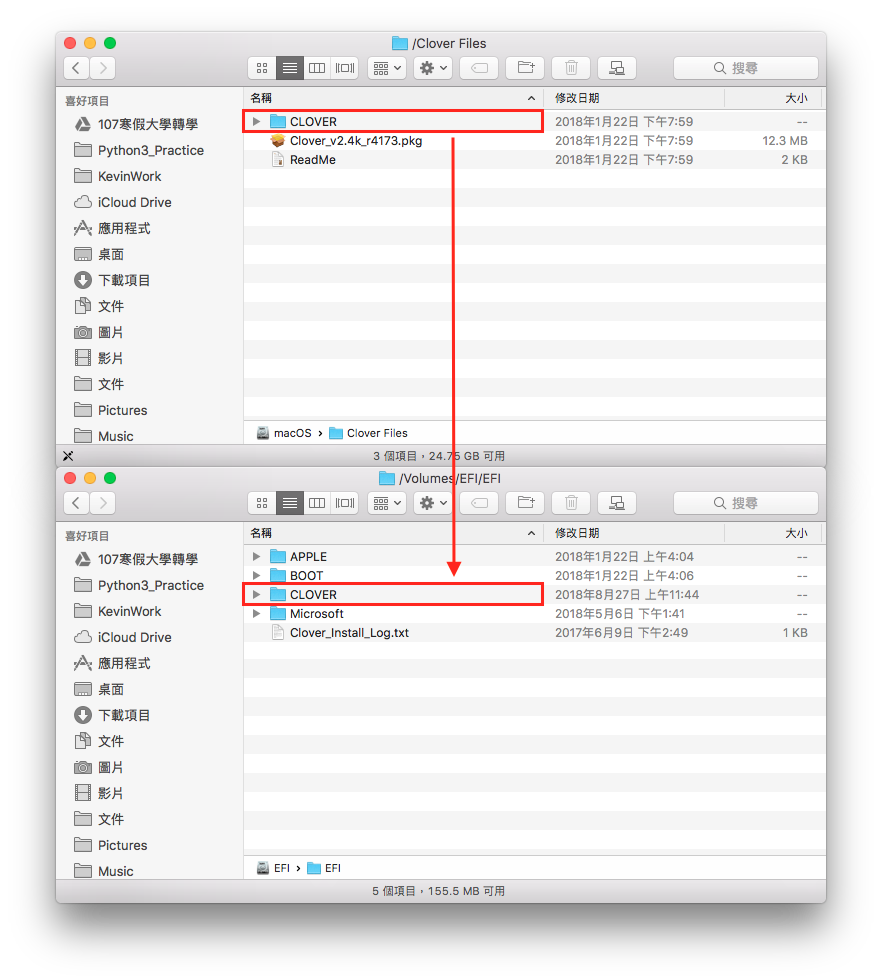 /Clover Files
搜尋
喜好項目
107寒假大學轉學
Python3_Practice
KevinWork
iCloud Drive
應用程式
桌面
下載項目
文件
圖片
影片
文件
Pictures
Music
名稱 修改日期 大小
CLOVER 2018年1月22日 下午7:59 --
Clover_v2.4k_r4173.pkg 2018年1月22日 下午7:59 12.3 MB
ReadMe 2018年1月22日 下午7:59 2 KB
macOS › Clover Files
3 個項目，24.75 GB 可用
/Volumes/EFI/EFI
搜尋
喜好項目
107寒假大學轉學
Python3_Practice
KevinWork
iCloud Drive
應用程式
桌面
下載項目
文件
圖片
影片
文件
Pictures
Music
名稱 修改日期 大小
APPLE 2018年1月22日 上午4:04 --
BOOT 2018年1月22日 上午4:06 --
CLOVER 2018年8月27日 上午11:44 --
Microsoft 2018年5月6日 下午1:41 --
Clover_Install_Log.txt 2017年6月9日 下午2:49 1 KB
EFI › EFI
5 個項目，155.5 MB 可用